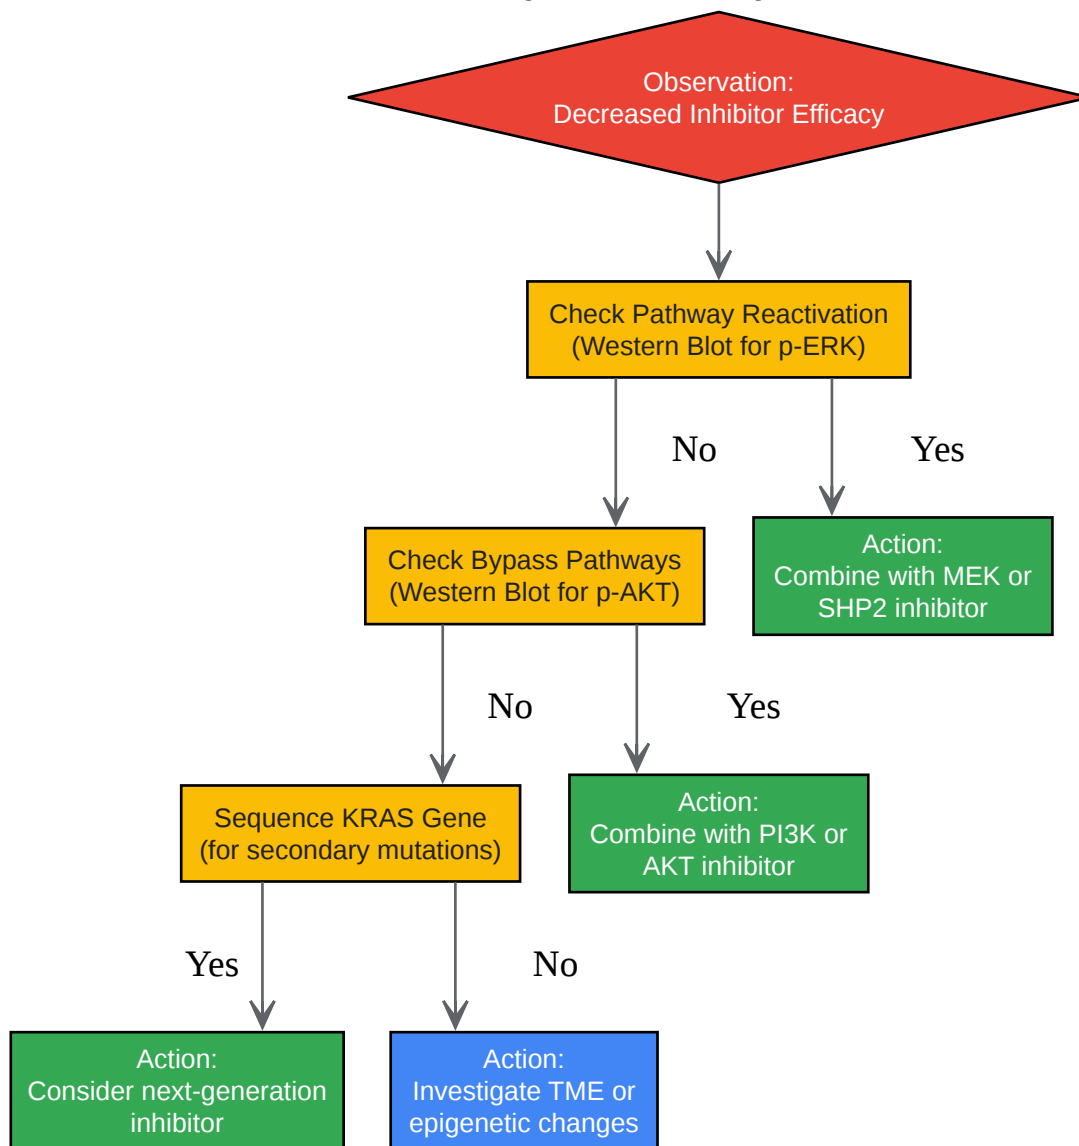 Observation:
Decreased Inhibitor Efficacy
Check Pathway Reactivation
(Western Blot for p-ERK)
No
Yes
Check Bypass Pathways
(Western Blot for p-AKT)
Action:
Combine with MEK or
SHP2 inhibitor
No
Yes
Sequence KRAS Gene
(for secondary mutations)
Action:
Combine with PI3K or
AKT inhibitor
Yes
No
Action:
Consider next-generation
inhibitor
Action:
Investigate TME or
epigenetic changes